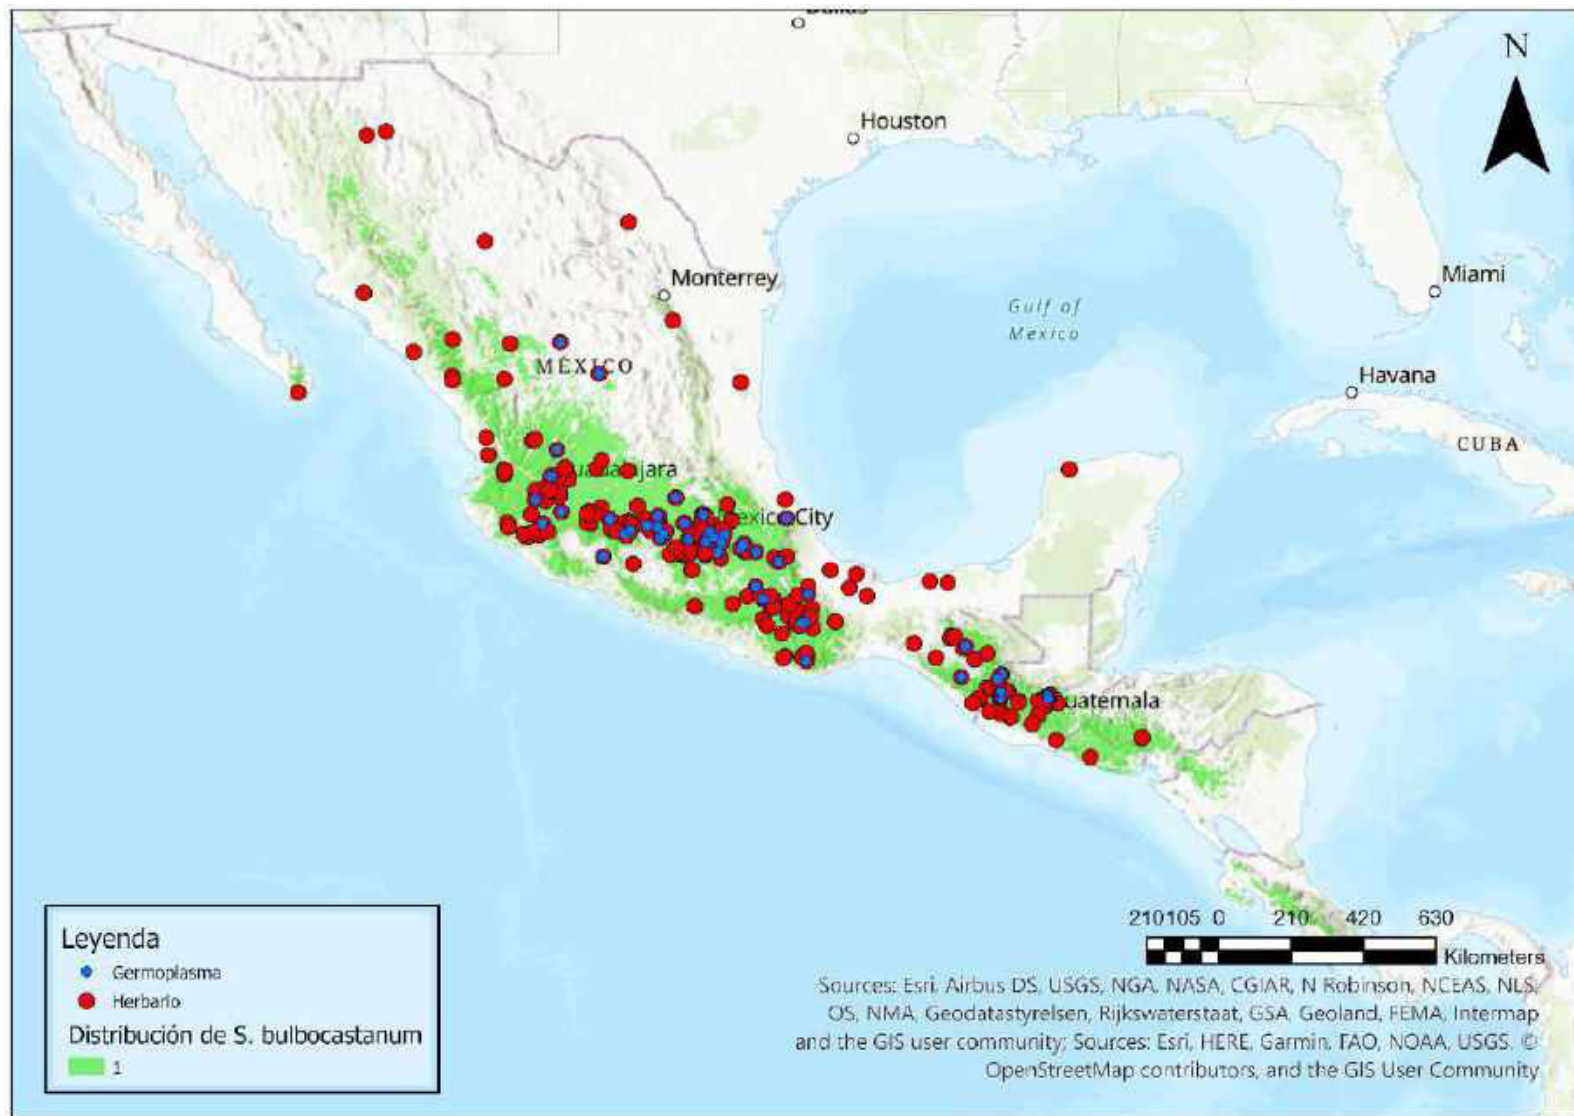 Dallas
N
Houston
Monterrey
Miami
Gulf of
Mexico
Havana
MÉXICO
CUBA
Guadalajara
Mexico City
Guatemala
210 105 0 210 420 630
Kilometers
Leyenda
Germoplasma
Herbario
Distribución de S. bulbocastanum
1
Sources: Esri, Airbus DS, USGS, NGA, NASA, CGIAR, N Robinson, NCEAS, NLS,
OS, NMA, Geodatastyrelsen, Rijkswaterstaat, GSA, Geoland, FEMA, Intermap
and the GIS user community; Sources: Esri, HERE, Garmin, FAO, NOAA, USGS, ©
OpenStreetMap contributors, and the GIS User Community